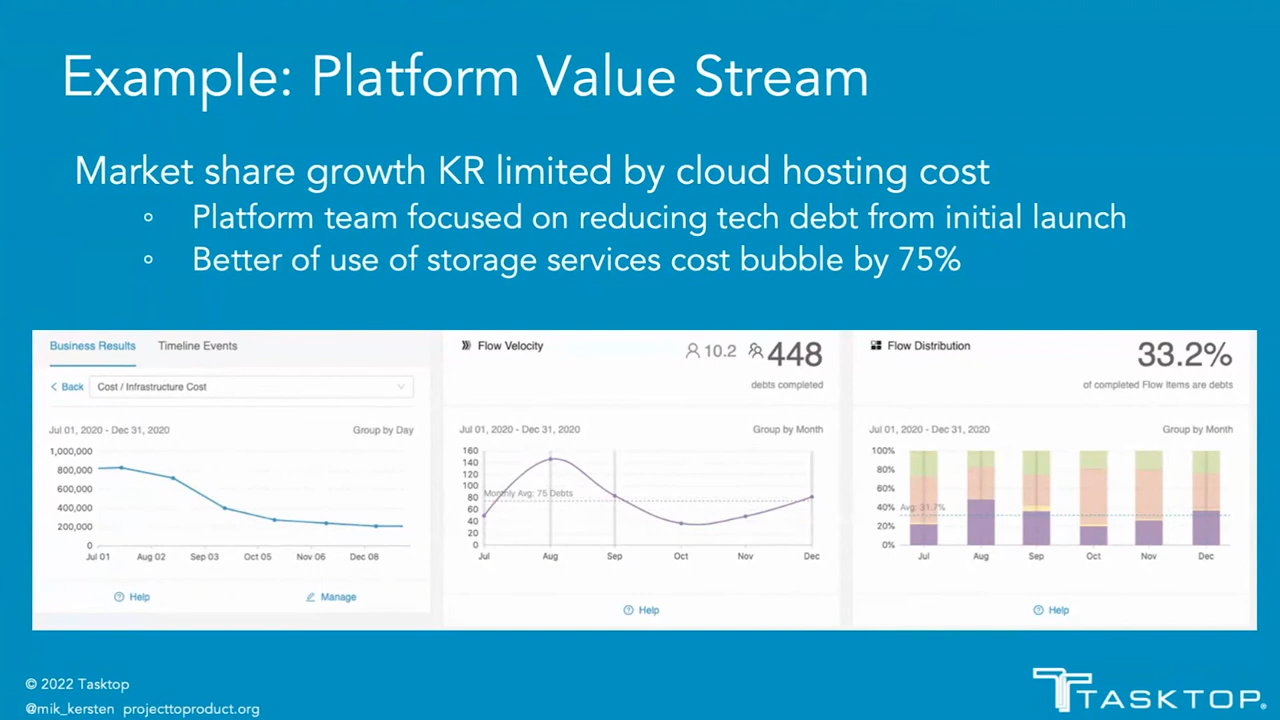 Example: Platform Value Stream
Market share growth KR limited by cloud hosting cost
◦ Platform team focused on reducing tech debt from initial launch
◦ Better of use of storage services cost bubble by 75%
Business Results Timeline Events
Back Cost / Infrastructure Cost
Jul 01, 2020 - Dec 31, 2020 Group by Day
1,000,000
800,000
600,000
400,000
200,000
0
Jul 01 Aug 02 Sep 03 Oct 05 Nov 06 Dec 08
Help Manage
Flow Velocity 10.2 448
debts completed
Jul 01, 2020 - Dec 31, 2020 Group by Month
160
140
120
100
80
60
40
20
0
Monthly Avg: 75 Debts
Jul Aug Sep Oct Nov Dec
Help
Flow Distribution 33.2%
of completed Flow Items are debts
Jul 01, 2020 - Dec 31, 2020 Group by Month
100%
80%
60%
40%
20%
0%
Avg: 31.7%
Jul Aug Sep Oct Nov Dec
Help
© 2022 Tasktop
@mik_kersten projecttoproduct.org
TASKTOP®